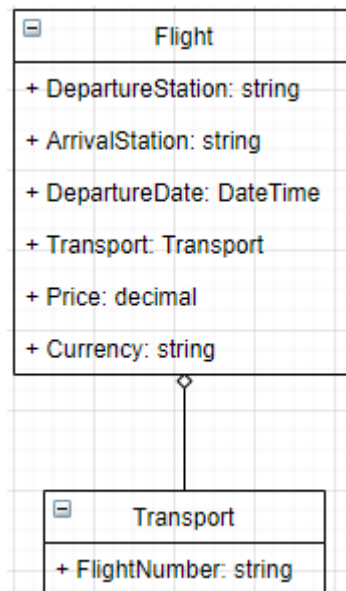 Flight
+ DepartureStation: string
+ ArrivalStation: string
+ DepartureDate: DateTime
+ Transport: Transport
+ Price: decimal
+ Currency: string
Transport
+ FlightNumber: string